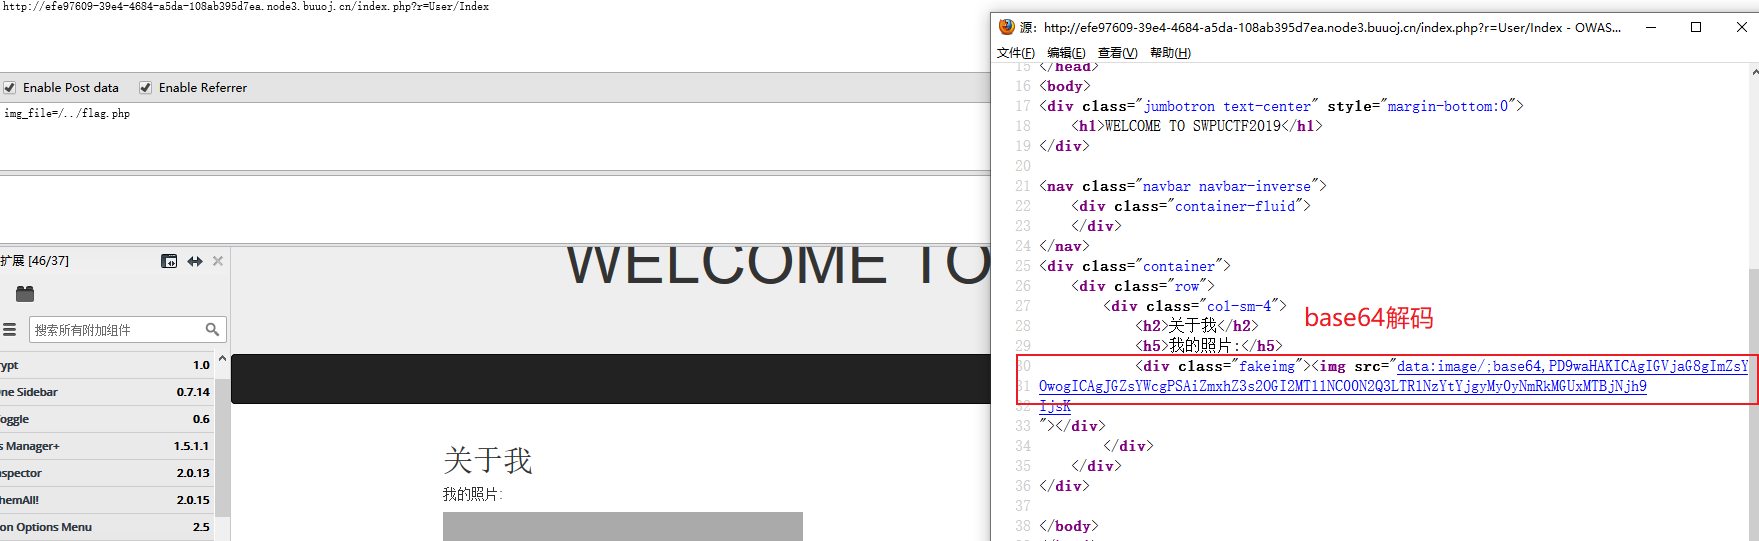 http://efe97609-39e4-4684-a5da-108ab395d7ea.node3.buuoj.cn/index.php?r=User/Index
Enable Post data Enable Referrer
img_file=/../flag.php
扩展 [46/37]
搜索所有附加组件
rypt 1.0
One Sidebar 0.7.14
oggle 0.6
s Manager+ 1.5.1.1
nspector 2.0.13
hemAll! 2.0.15
on Options Menu 2.5
WELCOME TO
关于我
我的照片:
源: http://efe97609-39e4-4684-a5da-108ab395d7ea.node3.buuoj.cn/index.php?r=User/Index - OWAS...
文件(F) 编辑(E) 查看(V) 帮助(H)
15 </head>
16 <body>
17 <div class="jumbotron text-center" style="margin-bottom:0">
18 <h1>WELCOME TO SWPUCTF2019</h1>
19 </div>
20
21 <nav class="navbar navbar-inverse">
22 <div class="container-fluid">
23 </div>
24 </nav>
25 <div class="container">
26 <div class="row">
27 <div class="col-sm-4">
28 <h2>关于我</h2>
29 <h5>我的照片:</h5>
30 <div class="fakeimg"><img src="data:image/;base64,PD9waHAKICAgIGVjaG8gImZsY
31 OwogICAgJGZsYWcgPSAiZmxhZ3s2OGI2MT11NC00N2Q3LTR1NzYtYjgyMy0yNmRkMGUxMTBjNjh9
32 IjsK
33 "></div>
34 </div>
35 </div>
36 </div>
37
38 </body>
base64解码